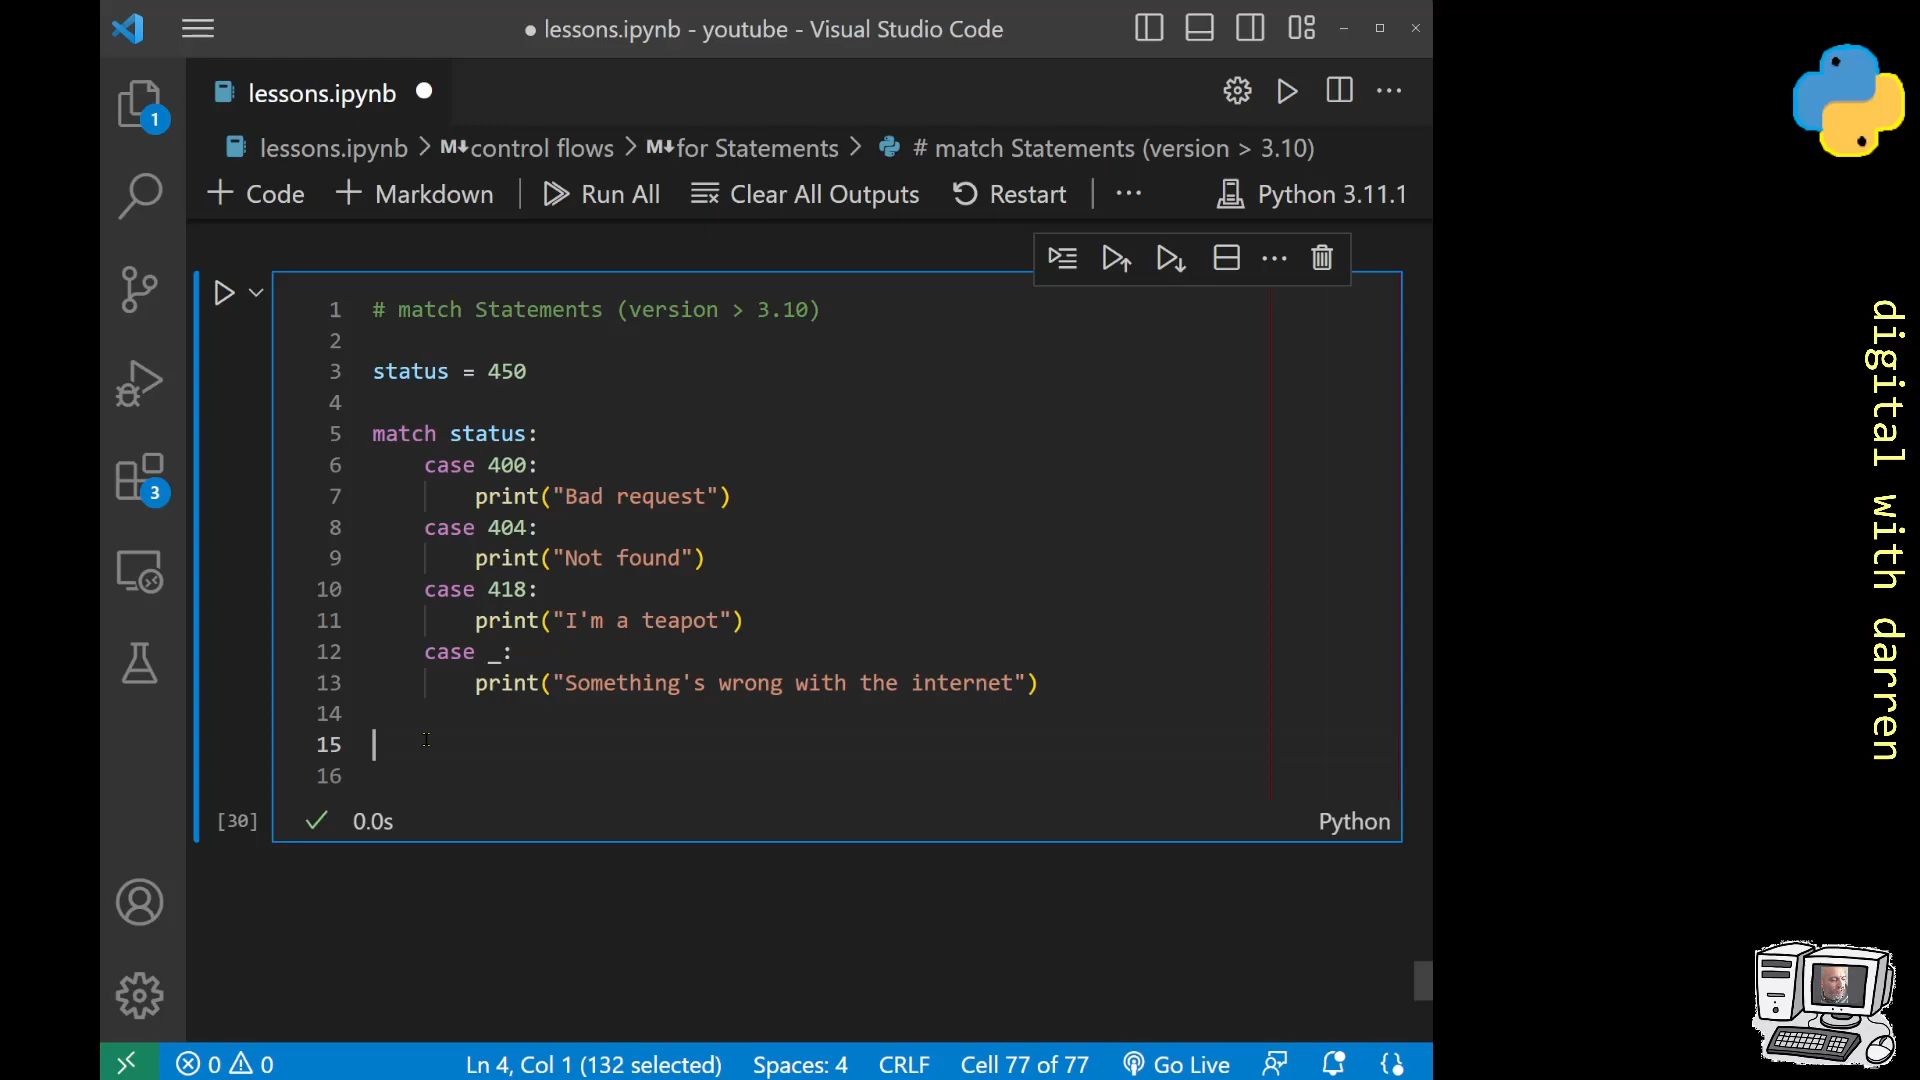 ● lessons.ipynb - youtube - Visual Studio Code
lessons.ipynb
lessons.ipynb > M↓control flows > M↓for Statements > # match Statements (version > 3.10)
+ Code + Markdown | Run All Clear All Outputs Restart | ··· Python 3.11.1
1 # match Statements (version > 3.10)
2
3 status = 450
4
5 match status:
6 case 400:
7 print("Bad request")
8 case 404:
9 print("Not found")
10 case 418:
11 print("I'm a teapot")
12 case _:
13 print("Something's wrong with the internet")
14
15
16
[30] 0.0s Python
1
3
0 0 Ln 4, Col 1 (132 selected) Spaces: 4 CRLF Cell 77 of 77 Go Live
digital with darren